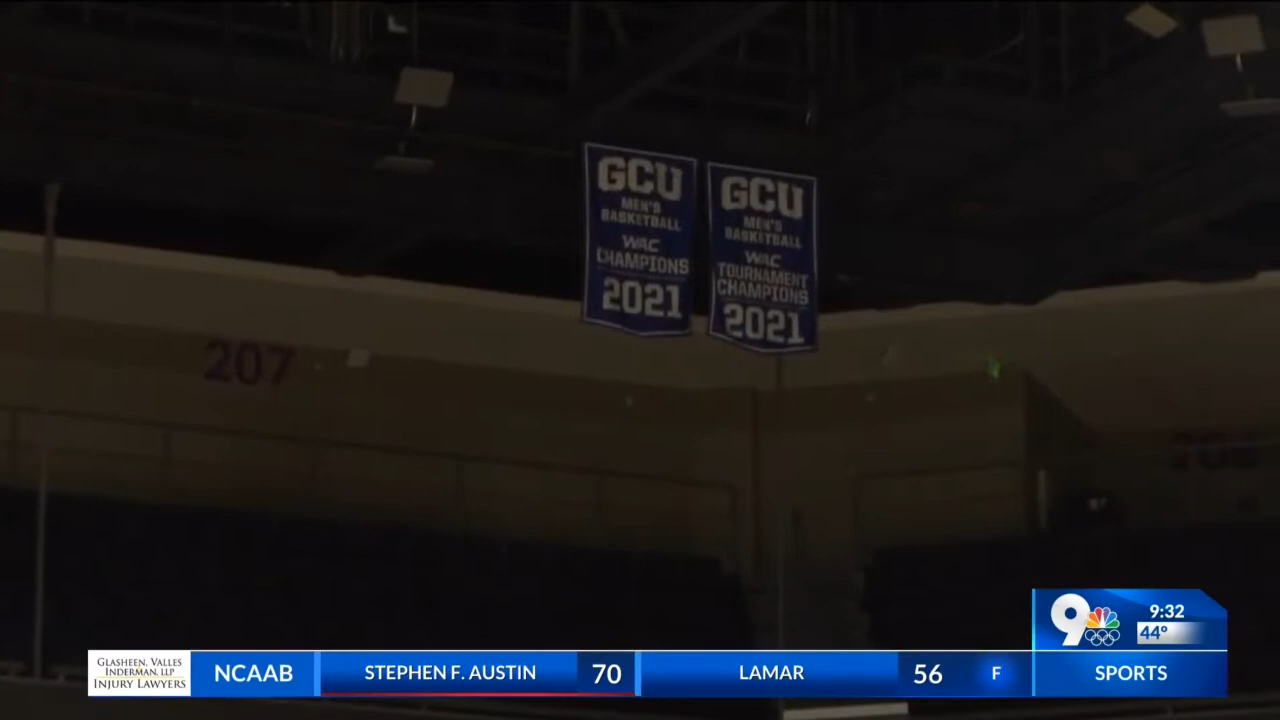 GCU
MEN'S
BASKETBALL
WAC
CHAMPIONS
2021
GCU
MEN'S
BASKETBALL
WAC
TOURNAMENT
CHAMPIONS
2021
207
208
9
9:32
44°
GLASHEEN, VALLES
INDERMAN, LLP
INJURY LAWYERS
NCAAB
STEPHEN F. AUSTIN 70
LAMAR 56 F
SPORTS